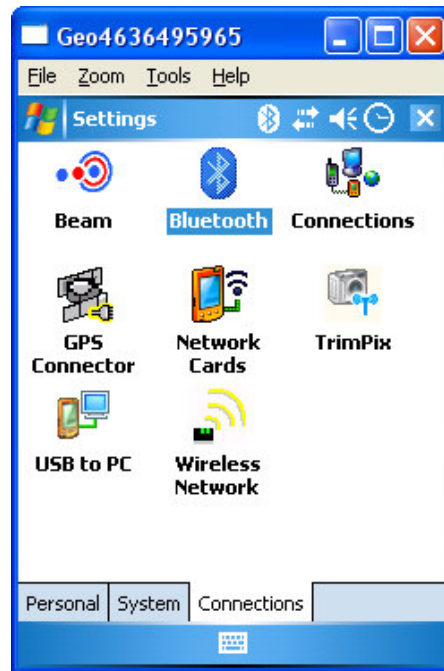 Geo4636495965
File Zoom Tools Help
Settings
Beam Bluetooth Connections
GPS Connector
Network Cards
TrimPix
USB to PC
Wireless Network
Personal System Connections